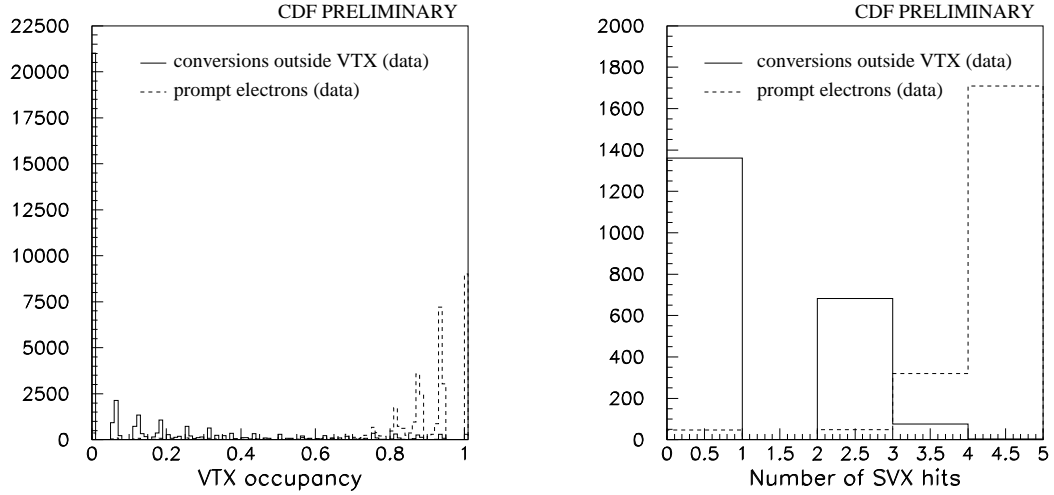 CDF PRELIMINARY
22500
20000
17500
15000
12500
10000
7500
5000
2500
0
conversions outside VTX (data)
prompt electrons (data)
0 0.2 0.4 0.6 0.8 1
VTX occupancy
CDF PRELIMINARY
2000
1800
1600
1400
1200
1000
800
600
400
200
0
conversions outside VTX (data)
prompt electrons (data)
0 0.5 1 1.5 2 2.5 3 3.5 4 4.5 5
Number of SVX hits